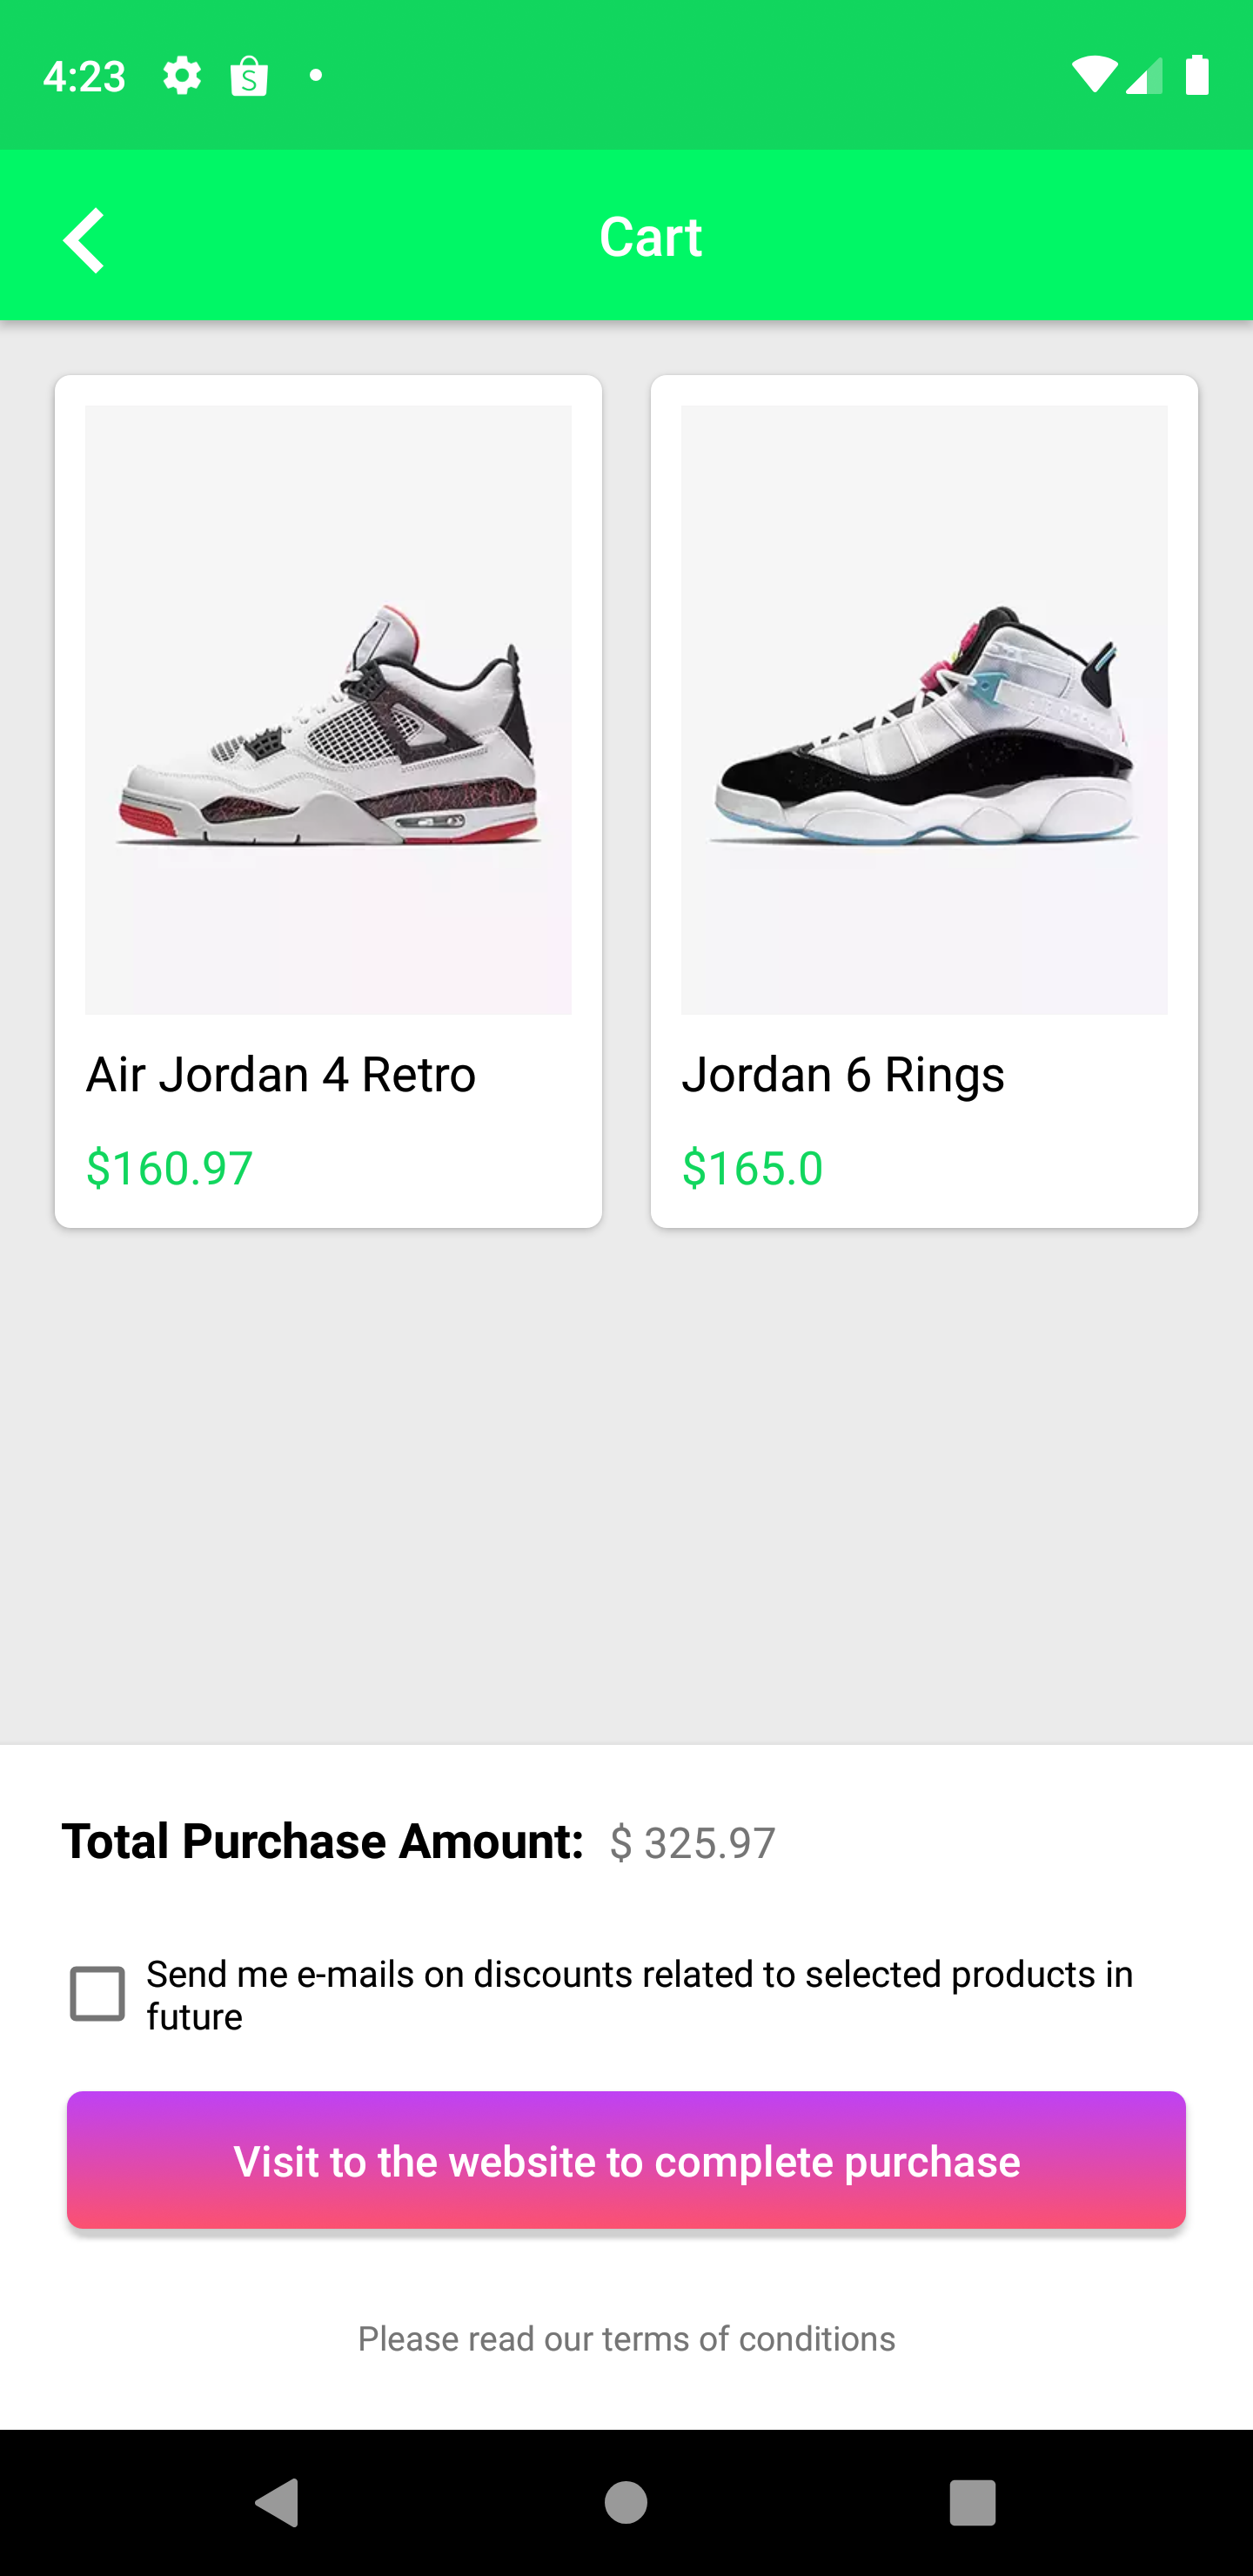 4:23
Cart
Air Jordan 4 Retro
$160.97
Jordan 6 Rings
$165.0
Total Purchase Amount: $ 325.97
Send me e-mails on discounts related to selected products in
future
Visit to the website to complete purchase
Please read our terms of conditions